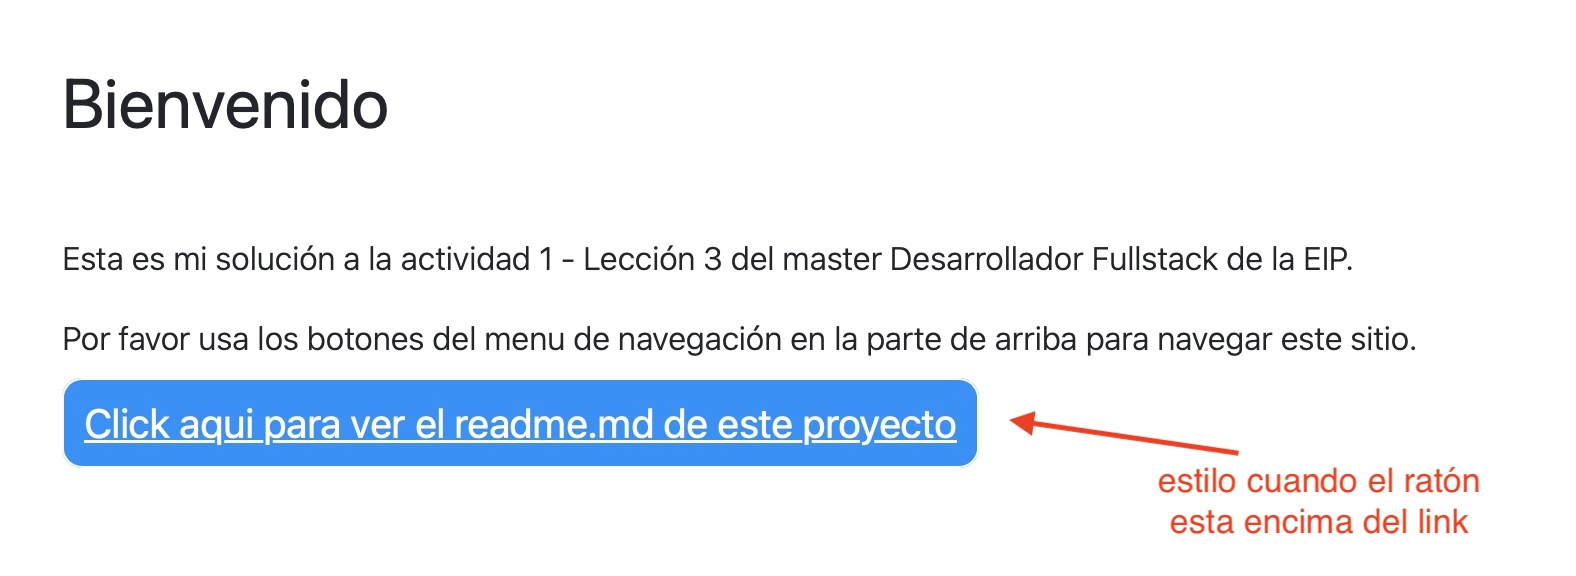 Bienvenido
Esta es mi solución a la actividad 1 - Lección 3 del master Desarrollador Fullstack de la EIP.
Por favor usa los botones del menu de navegación en la parte de arriba para navegar este sitio.
Click aqui para ver el readme.md de este proyecto
estilo cuando el ratón
esta encima del link